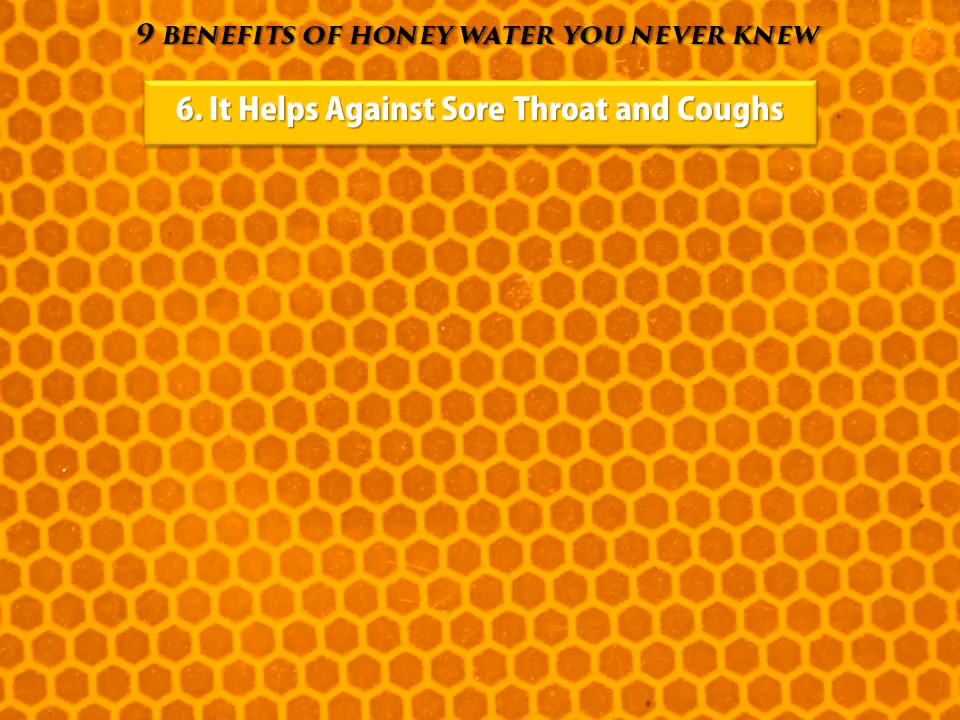 9 BENEFITS OF HONEY WATER YOU NEVER KNEW
6. It Helps Against Sore Throat and Coughs